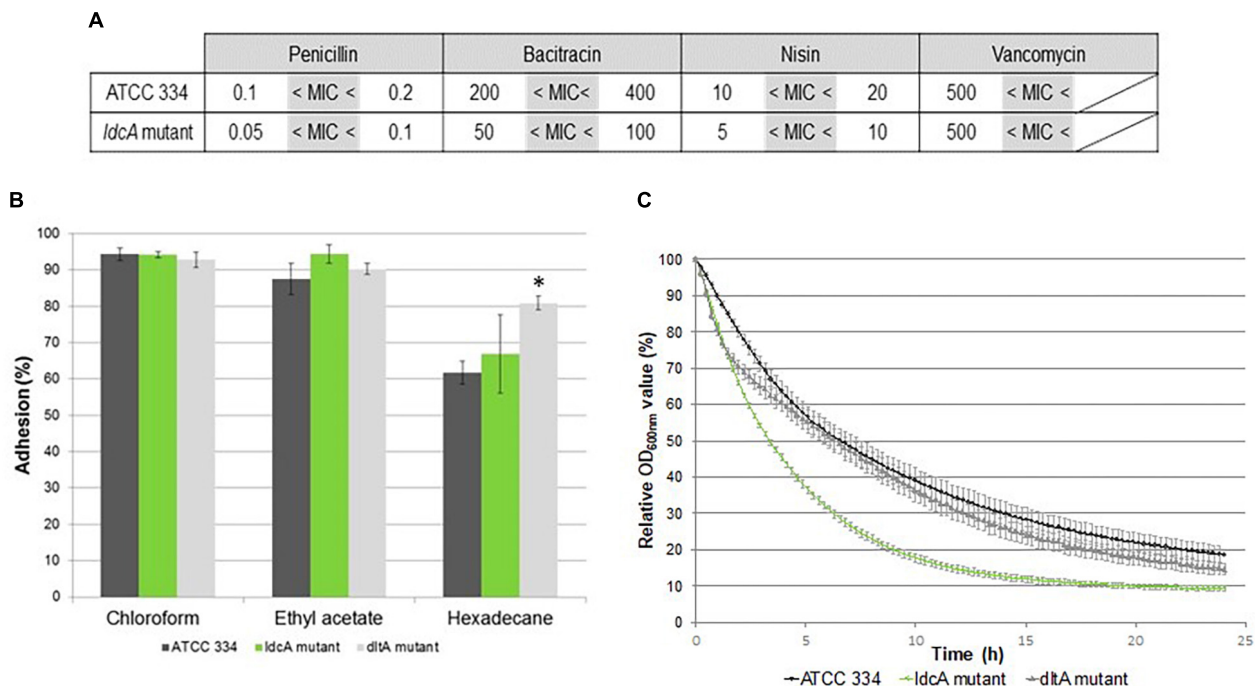 A
Penicillin Bacitracin Nisin Vancomycin
ATCC 334 0.1 < MIC < 0.2 200 < MIC< 400 10 < MIC < 20 500 < MIC <
ldcA mutant 0.05 < MIC < 0.1 50 < MIC < 100 5 < MIC < 10 500 < MIC <
B
Adhesion (%)
100
90
80
70
60
50
40
30
20
10
0
*
Chloroform Ethyl acetate Hexadecane
ATCC 334 ldcA mutant dltA mutant
C
Relative OD600nm value (%)
100
90
80
70
60
50
40
30
20
10
0
0 5 10 15 20 25
Time (h)
ATCC 334 ldcA mutant dltA mutant